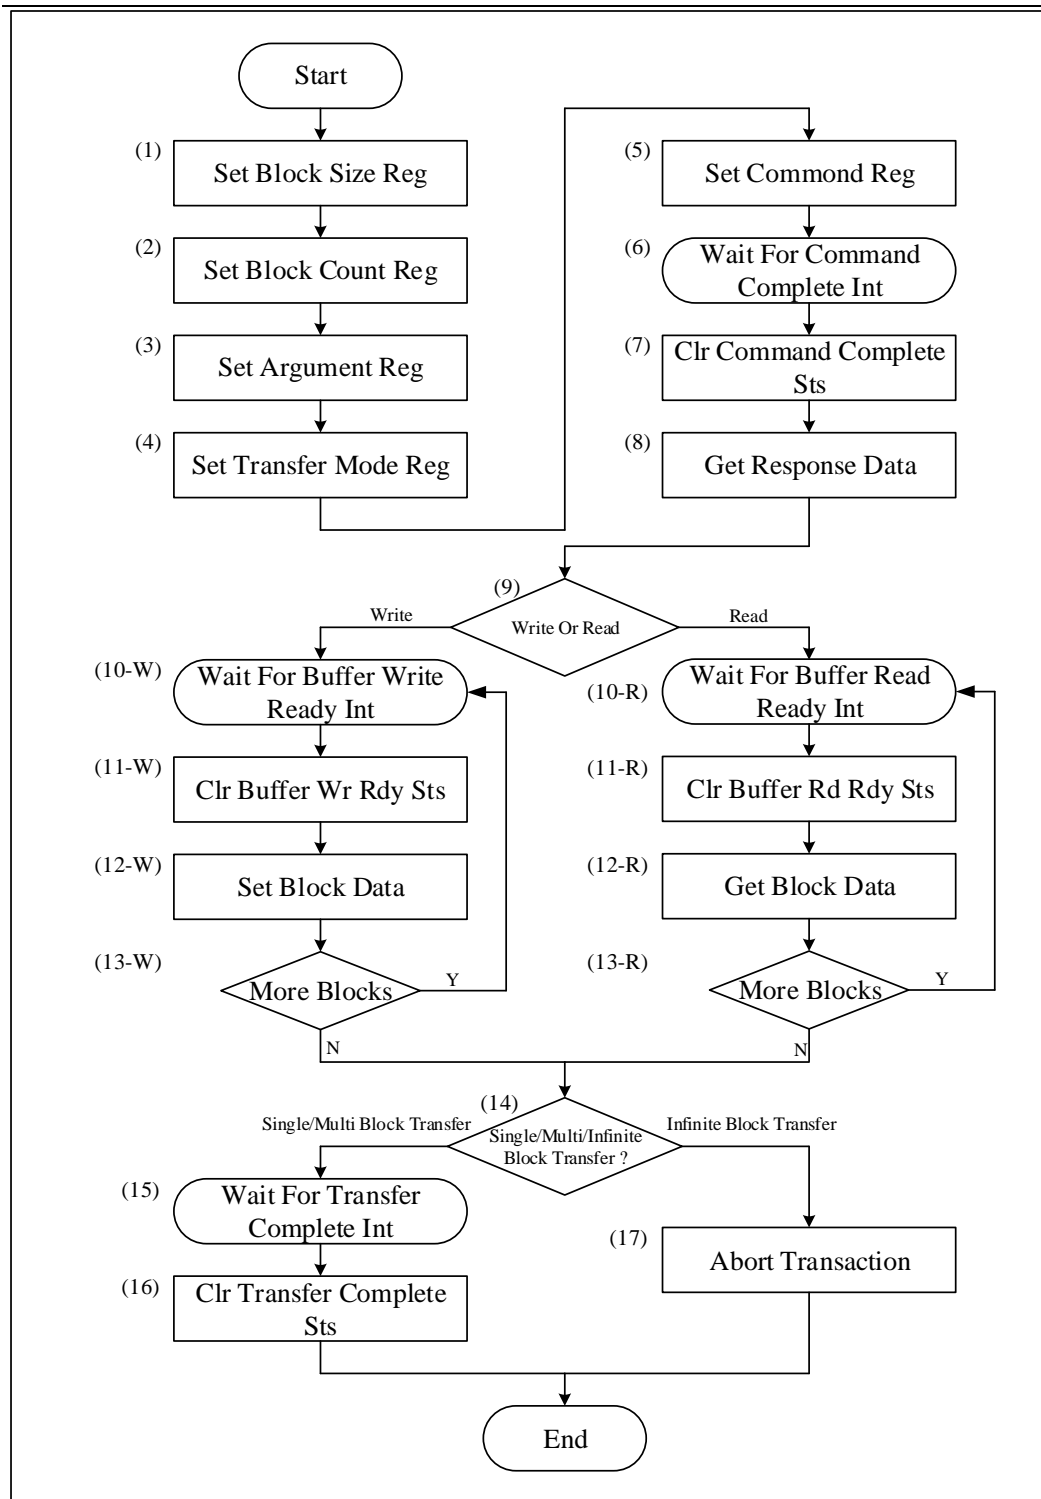 Start
(1)
Set Block Size Reg
(2)
Set Block Count Reg
(3)
Set Argument Reg
(4)
Set Transfer Mode Reg
(5)
Set Commond Reg
(6)
Wait For Command
Complete Int
(7)
Clr Command Complete
Sts
(8)
Get Response Data
(9)
Write Or Read
Write
Read
(10-W)
Wait For Buffer Write
Ready Int
(11-W)
Clr Buffer Wr Rdy Sts
(12-W)
Set Block Data
(13-W)
More Blocks
Y
N
(10-R)
Wait For Buffer Read
Ready Int
(11-R)
Clr Buffer Rd Rdy Sts
(12-R)
Get Block Data
(13-R)
More Blocks
Y
N
(14)
Single/Multi/Infinite
Block Transfer ?
Single/Multi Block Transfer
Infinite Block Transfer
(15)
Wait For Transfer
Complete Int
(16)
Clr Transfer Complete
Sts
(17)
Abort Transaction
End